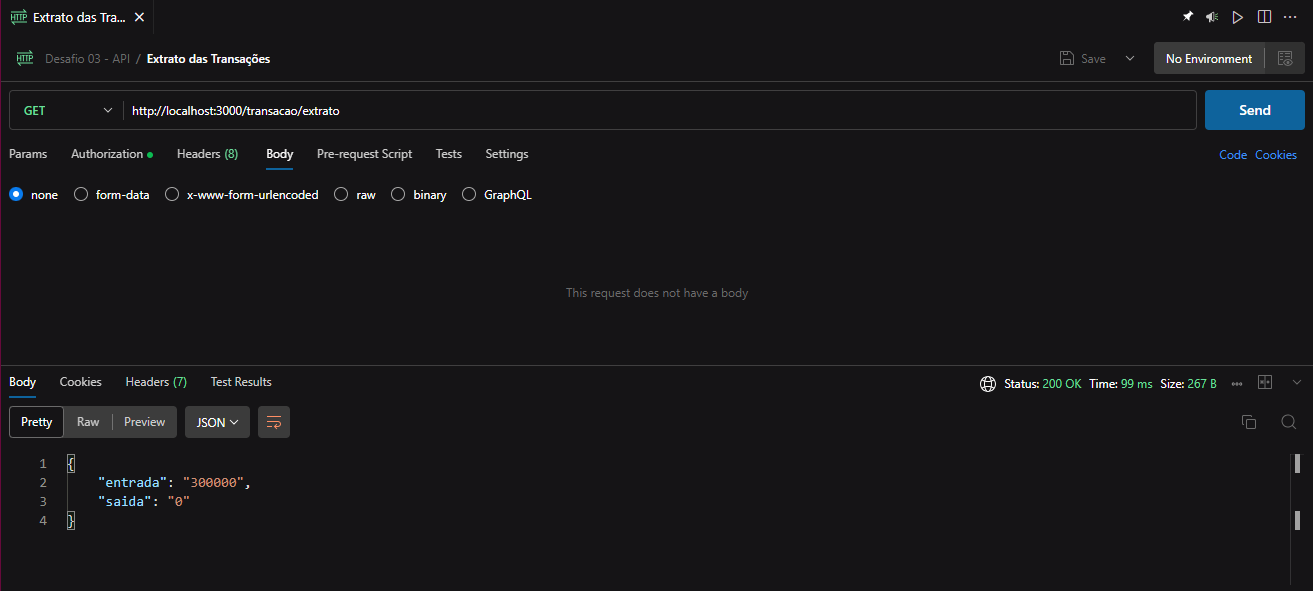 HTTP Extrato das Tra...
HTTP Desafio 03 - API / Extrato das Transações Save No Environment
GET http://localhost:3000/transacao/extrato Send
Params Authorization Headers (8) Body Pre-request Script Tests Settings Code Cookies
none form-data x-www-form-urlencoded raw binary GraphQL
This request does not have a body
Body Cookies Headers (7) Test Results Status: 200 OK Time: 99 ms Size: 267 B
Pretty Raw Preview JSON
1 {
2 "entrada": "300000",
3 "saida": "0"
4 }